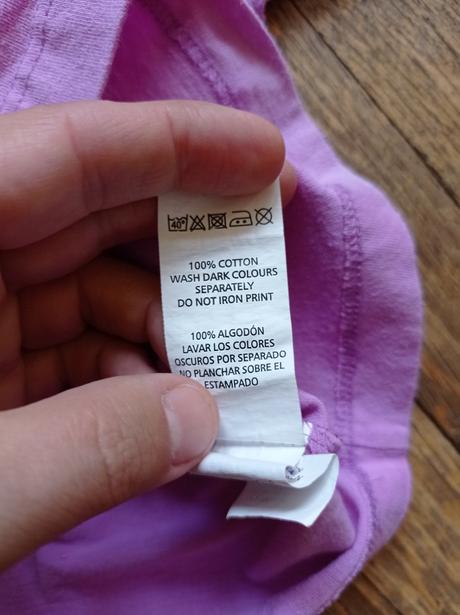 40°
100% COTTON
WASH DARK COLOURS
SEPARATELY
DO NOT IRON PRINT
100% ALGODÓN
LAVAR LOS COLORES
OSCUROS POR SEPARADO
NO PLANCHAR SOBRE EL
ESTAMPADO